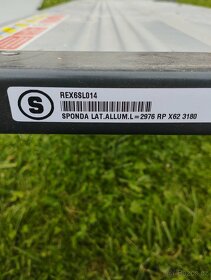 S
REX6SL014
SPONDA LAT.ALLUM.L=2976 RP X62 3180